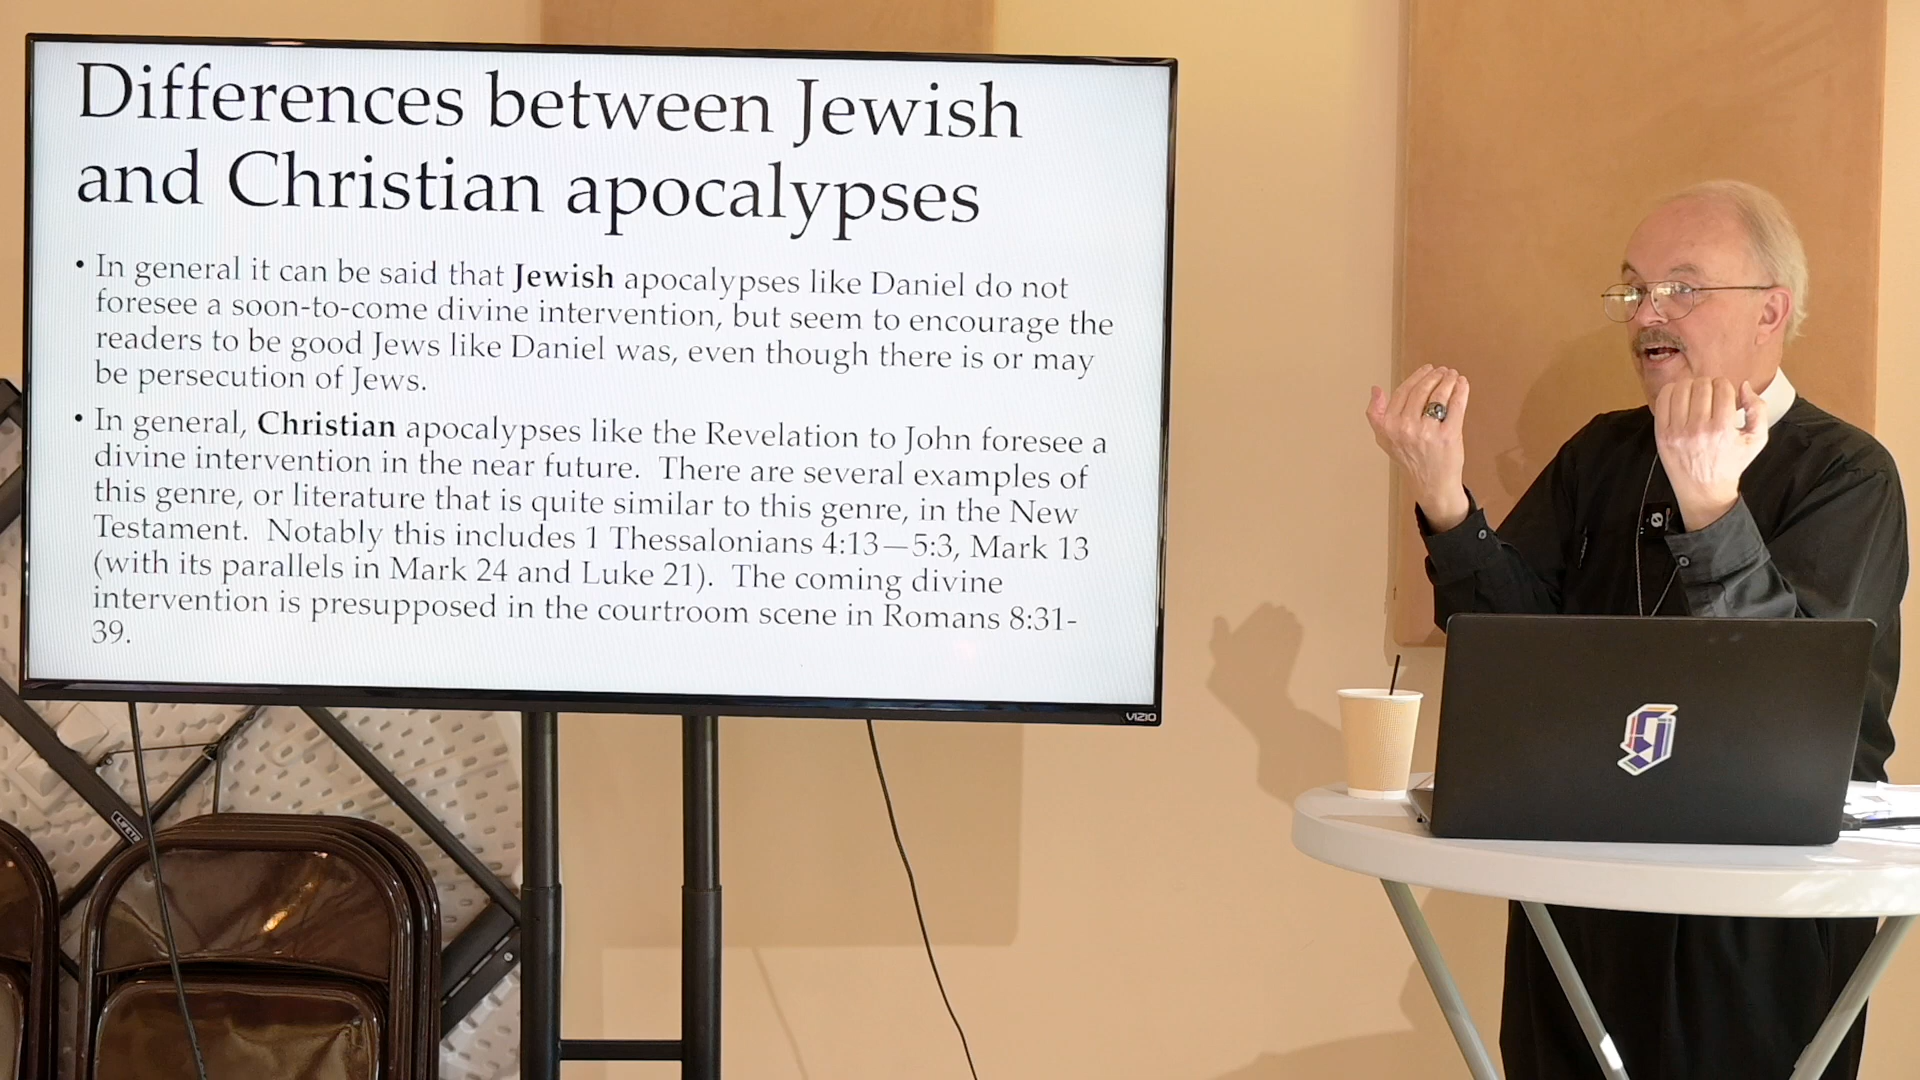 Differences between Jewish
and Christian apocalypses
• In general it can be said that Jewish apocalypses like Daniel do not
foresee a soon-to-come divine intervention, but seem to encourage the
readers to be good Jews like Daniel was, even though there is or may
be persecution of Jews.
• In general, Christian apocalypses like the Revelation to John foresee a
divine intervention in the near future. There are several examples of
this genre, or literature that is quite similar to this genre, in the New
Testament. Notably this includes 1 Thessalonians 4:13—5:3, Mark 13
(with its parallels in Mark 24 and Luke 21). The coming divine
intervention is presupposed in the courtroom scene in Romans 8:31-
39.
VIZIO
LIFETIME